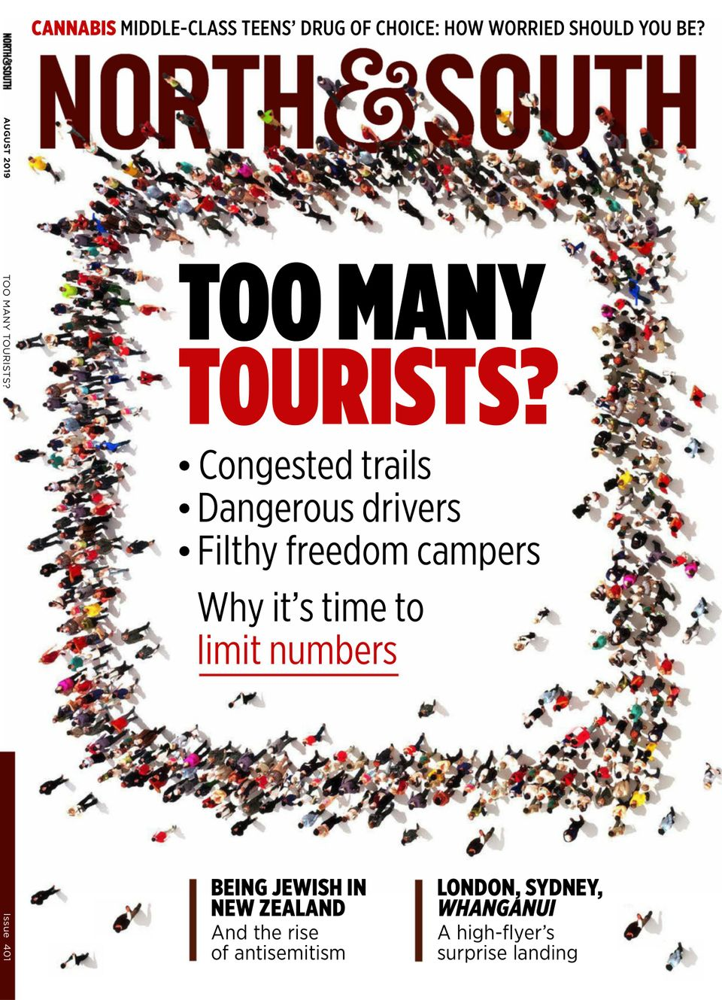 CANNABIS MIDDLE-CLASS TEENS’ DRUG OF CHOICE: HOW WORRIED SHOULD YOU BE?
NORTH&SOUTH
NORTH&SOUTH
AUGUST 2019
TOO MANY TOURISTS?
Issue 401
TOO MANY
TOURISTS?
• Congested trails
• Dangerous drivers
• Filthy freedom campers
Why it’s time to
limit numbers
BEING JEWISH IN
NEW ZEALAND
And the rise
of antisemitism
LONDON, SYDNEY,
WHANGĀNUI
A high-flyer’s
surprise landing